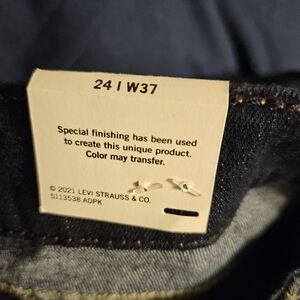 24 | W37
Special finishing has been used
to create this unique product.
Color may transfer.
© 2021 LEVI STRAUSS & CO.
S113538 ADPK